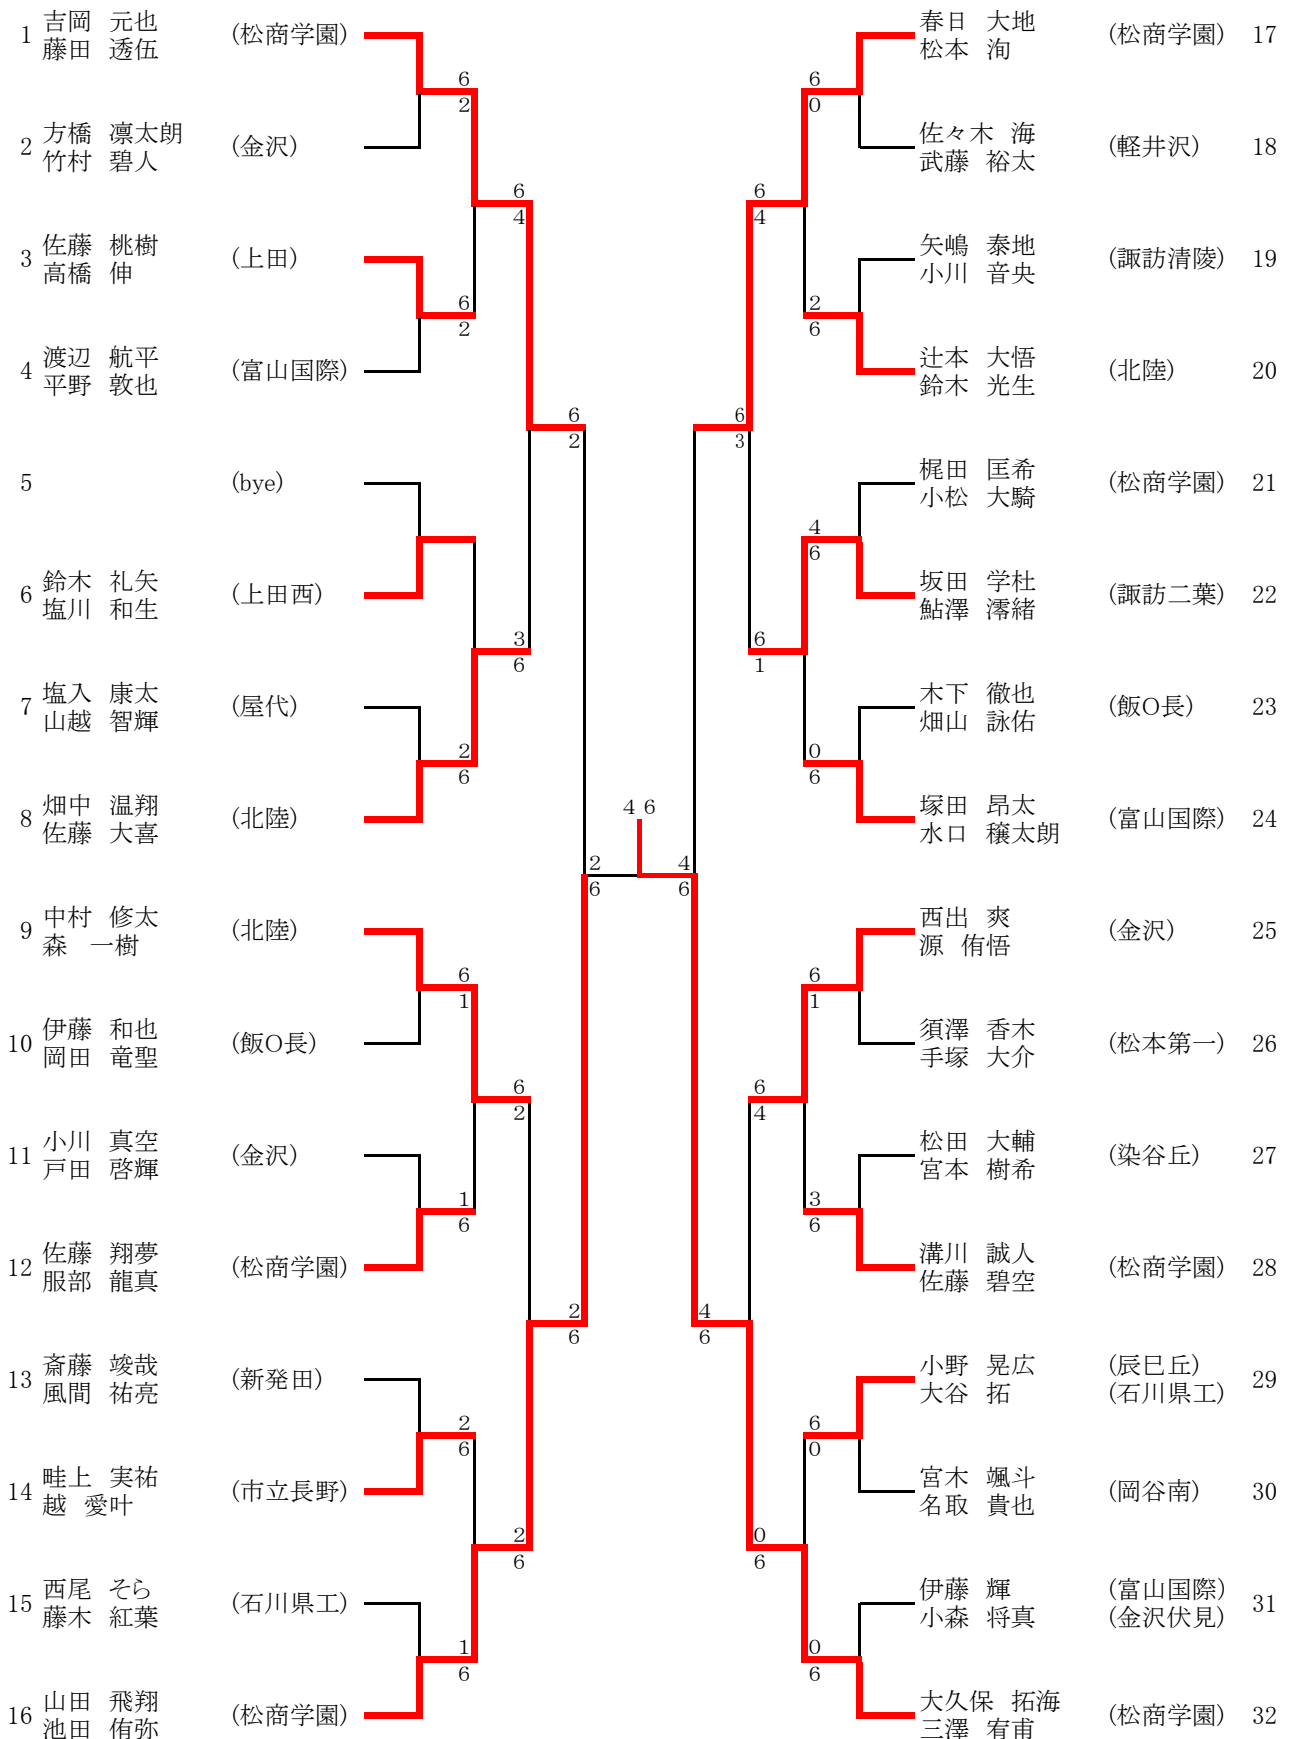 1 吉岡 元也 (松商学園)
藤田 透伍
6
2
2 方橋 凛太朗 (金沢)
竹村 碧人
6
4
3 佐藤 桃樹 (上田)
高橋 伸
6
2
4 渡辺 航平 (富山国際)
平野 敦也
6
2
5 (bye)
6 鈴木 礼矢 (上田西)
塩川 和生
3
6
7 塩入 康太 (屋代)
山越 智輝
2
6
8 畑中 温翔 (北陸)
佐藤 大喜
2
6
9 中村 修太 (北陸)
森 一樹
6
1
10 伊藤 和也 (飯O長)
岡田 竜聖
6
2
11 小川 真空 (金沢)
戸田 啓輝
1
6
12 佐藤 翔夢 (松商学園)
服部 龍真
2
6
13 斎藤 竣哉 (新発田)
風間 祐亮
2
6
14 畦上 実祐 (市立長野)
越 愛叶
2
6
15 西尾 そら (石川県工)
藤木 紅葉
1
6
16 山田 飛翔 (松商学園)
池田 侑弥
4 6
春日 大地 (松商学園) 17
松本 洵
6
0
佐々木 海 (軽井沢) 18
武藤 裕太
6
4
矢嶋 泰地 (諏訪清陵) 19
小川 音央
2
6
辻本 大悟 (北陸) 20
鈴木 光生
6
3
梶田 匡希 (松商学園) 21
小松 大騎
4
6
坂田 学杜 (諏訪二葉) 22
鮎澤 澪緒
6
1
木下 徹也 (飯O長) 23
畑山 詠佑
0
6
塚田 昂太 (富山国際) 24
水口 穣太朗
4
6
西出 爽 (金沢) 25
源 侑悟
6
1
須澤 香木 (松本第一) 26
手塚 大介
6
4
松田 大輔 (染谷丘) 27
宮本 樹希
3
6
溝川 誠人 (松商学園) 28
佐藤 碧空
4
6
小野 晃広 (辰巳丘) 29
大谷 拓 (石川県工)
6
0
宮木 颯斗 (岡谷南) 30
名取 貴也
0
6
伊藤 輝 (富山国際) 31
小森 将真 (金沢伏見)
0
6
大久保 拓海 (松商学園) 32
三澤 宥甫